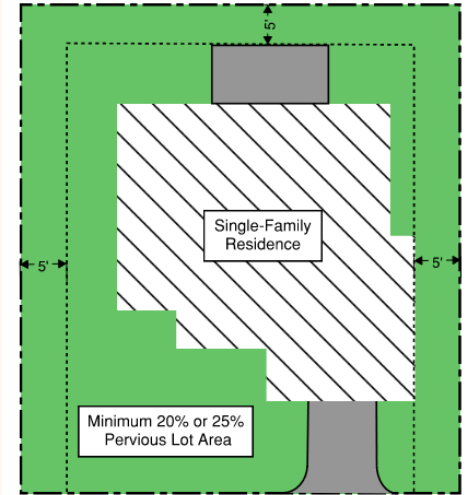 5'
Single-Family
Residence
5'
5'
Minimum 20% or 25%
Pervious Lot Area